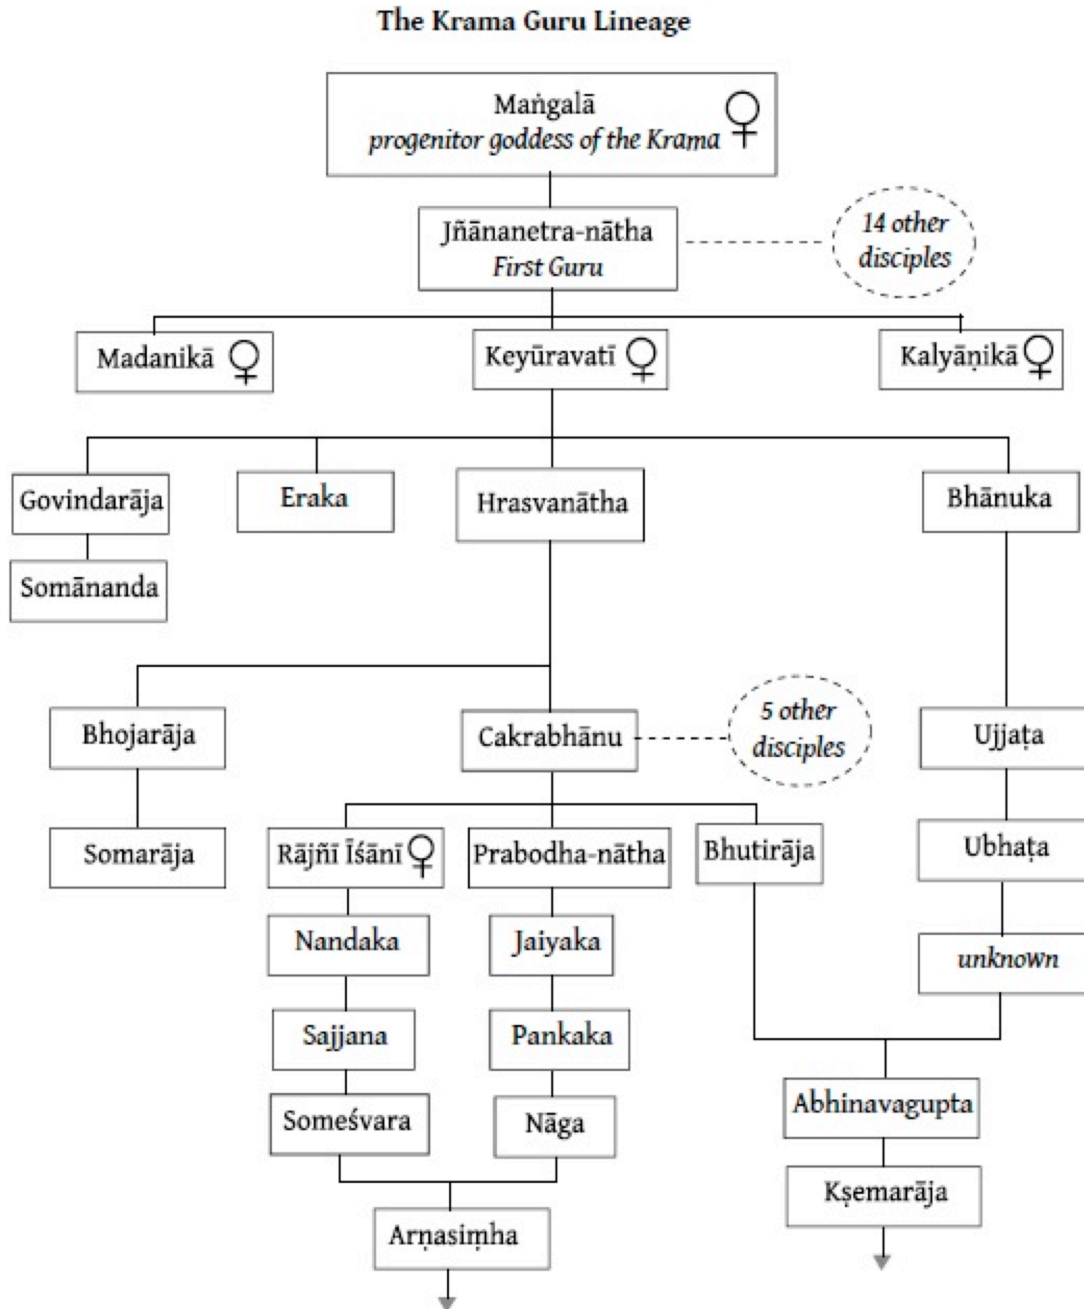 The Krama Guru Lineage
Maṅgalā
progenitor goddess of the Krama
Jñānanetra-nātha
First Guru
14 other
disciples
Madanikā
Keyūravatī
Kalyāṇikā
Govindarāja
Eraka
Hrasvanātha
Bhānuka
Somānanda
Bhojarāja
Cakrabhānu
5 other
disciples
Ujjaṭa
Somarāja
Rājñī Īśānī
Prabodha-nātha
Bhutirāja
Ubhaṭa
Nandaka
Jaiyaka
unknown
Sajjana
Pankaka
Someśvara
Nāga
Abhinavagupta
Kṣemarāja
Arṇasiṃha